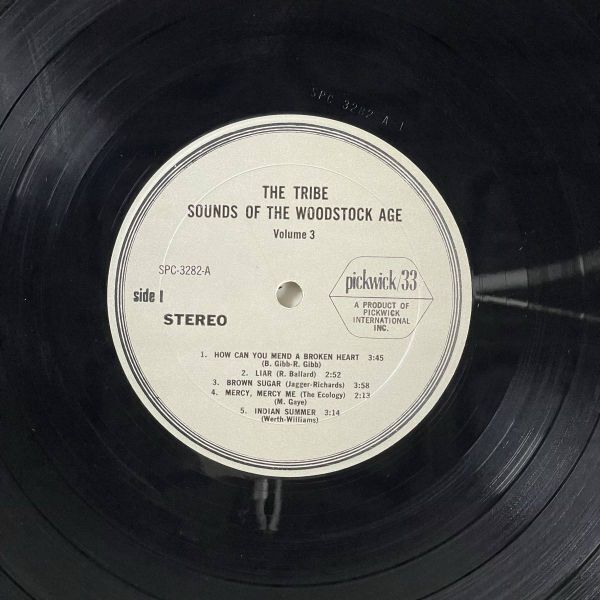 SPC 3282 A 1
THE TRIBE
SOUNDS OF THE WOODSTOCK AGE
Volume 3
SPC-3282-A
side I
STEREO
pickwick/33
A PRODUCT OF
PICKWICK
INTERNATIONAL
INC.
1. HOW CAN YOU MEND A BROKEN HEART 3:45
(B. Gibb-R. Gibb)
2. LIAR (R. Ballard) 2:52
3. BROWN SUGAR (Jagger-Richards) 3:58
4. MERCY, MERCY ME (The Ecology) 2:13
(M. Gaye)
5. INDIAN SUMMER 3:14
(Werth-Williams)